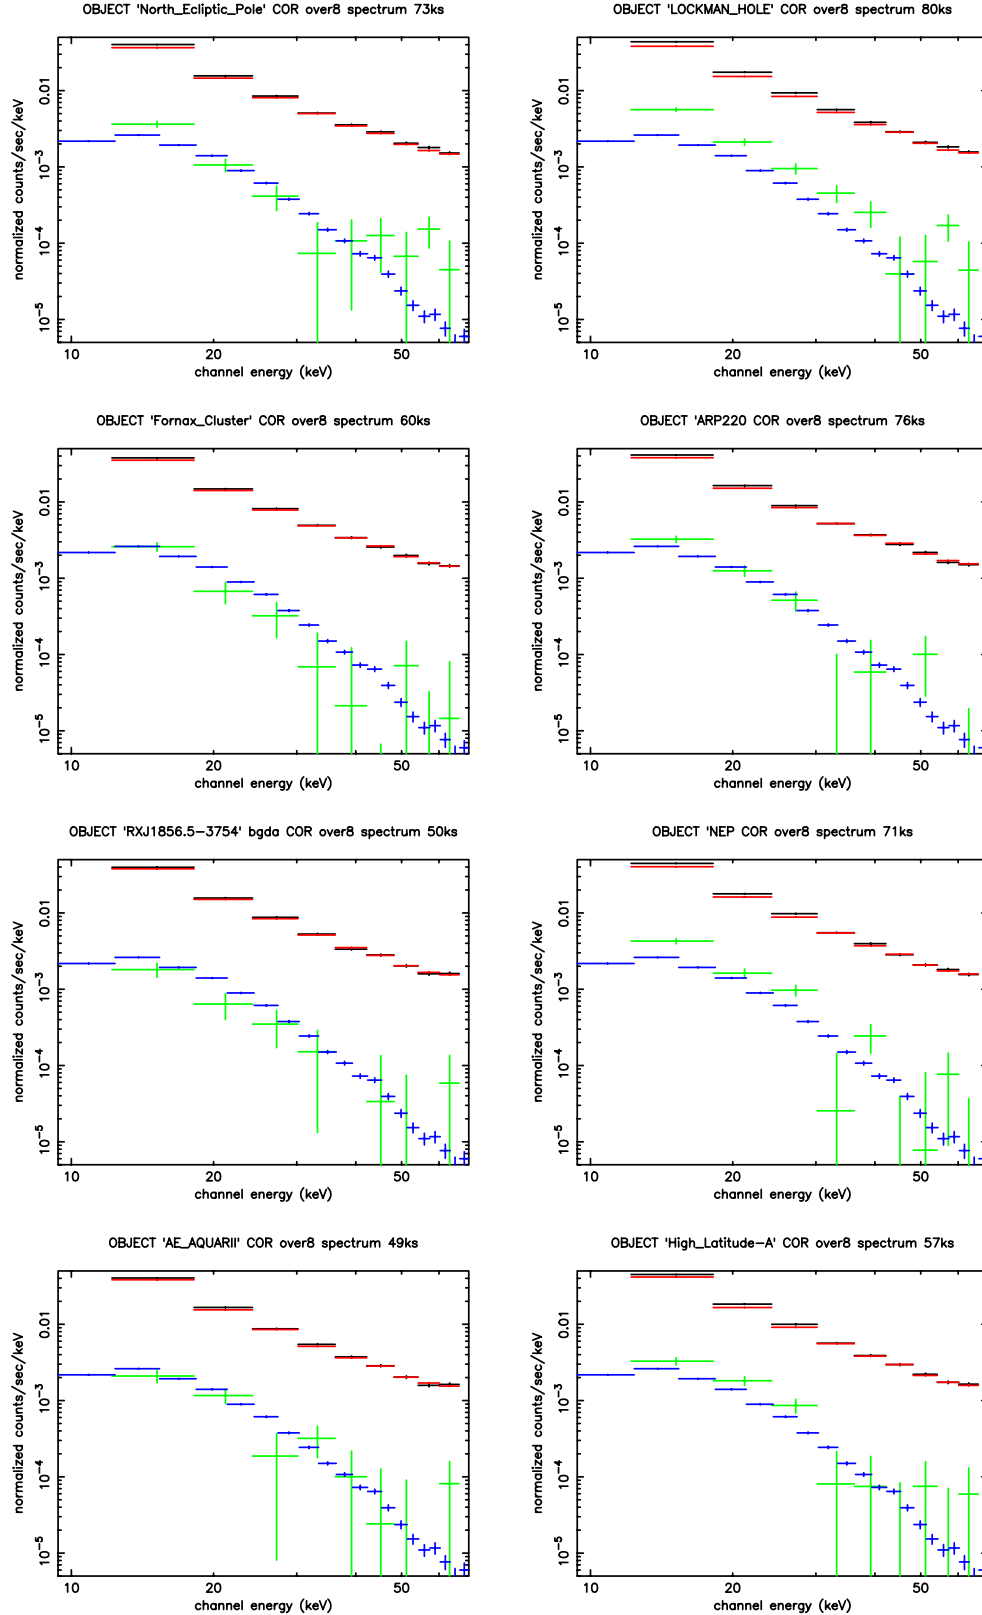 OBJECT 'North_Ecliptic_Pole' COR over8 spectrum 73ks
normalized counts/sec/keV
0.01
10−3
10−4
10−5
10 20 50
channel energy (keV)
OBJECT 'LOCKMAN_HOLE' COR over8 spectrum 80ks
normalized counts/sec/keV
0.01
10−3
10−4
10−5
10 20 50
channel energy (keV)
OBJECT 'Fornax_Cluster' COR over8 spectrum 60ks
normalized counts/sec/keV
0.01
10−3
10−4
10−5
10 20 50
channel energy (keV)
OBJECT 'ARP220 COR over8 spectrum 76ks
normalized counts/sec/keV
0.01
10−3
10−4
10−5
10 20 50
channel energy (keV)
OBJECT 'RXJ1856.5−3754' bgda COR over8 spectrum 50ks
normalized counts/sec/keV
0.01
10−3
10−4
10−5
10 20 50
channel energy (keV)
OBJECT 'NEP COR over8 spectrum 71ks
normalized counts/sec/keV
0.01
10−3
10−4
10−5
10 20 50
channel energy (keV)
OBJECT 'AE_AQUARII' COR over8 spectrum 49ks
normalized counts/sec/keV
0.01
10−3
10−4
10−5
10 20 50
channel energy (keV)
OBJECT 'High_Latitude−A' COR over8 spectrum 57ks
normalized counts/sec/keV
0.01
10−3
10−4
10−5
10 20 50
channel energy (keV)